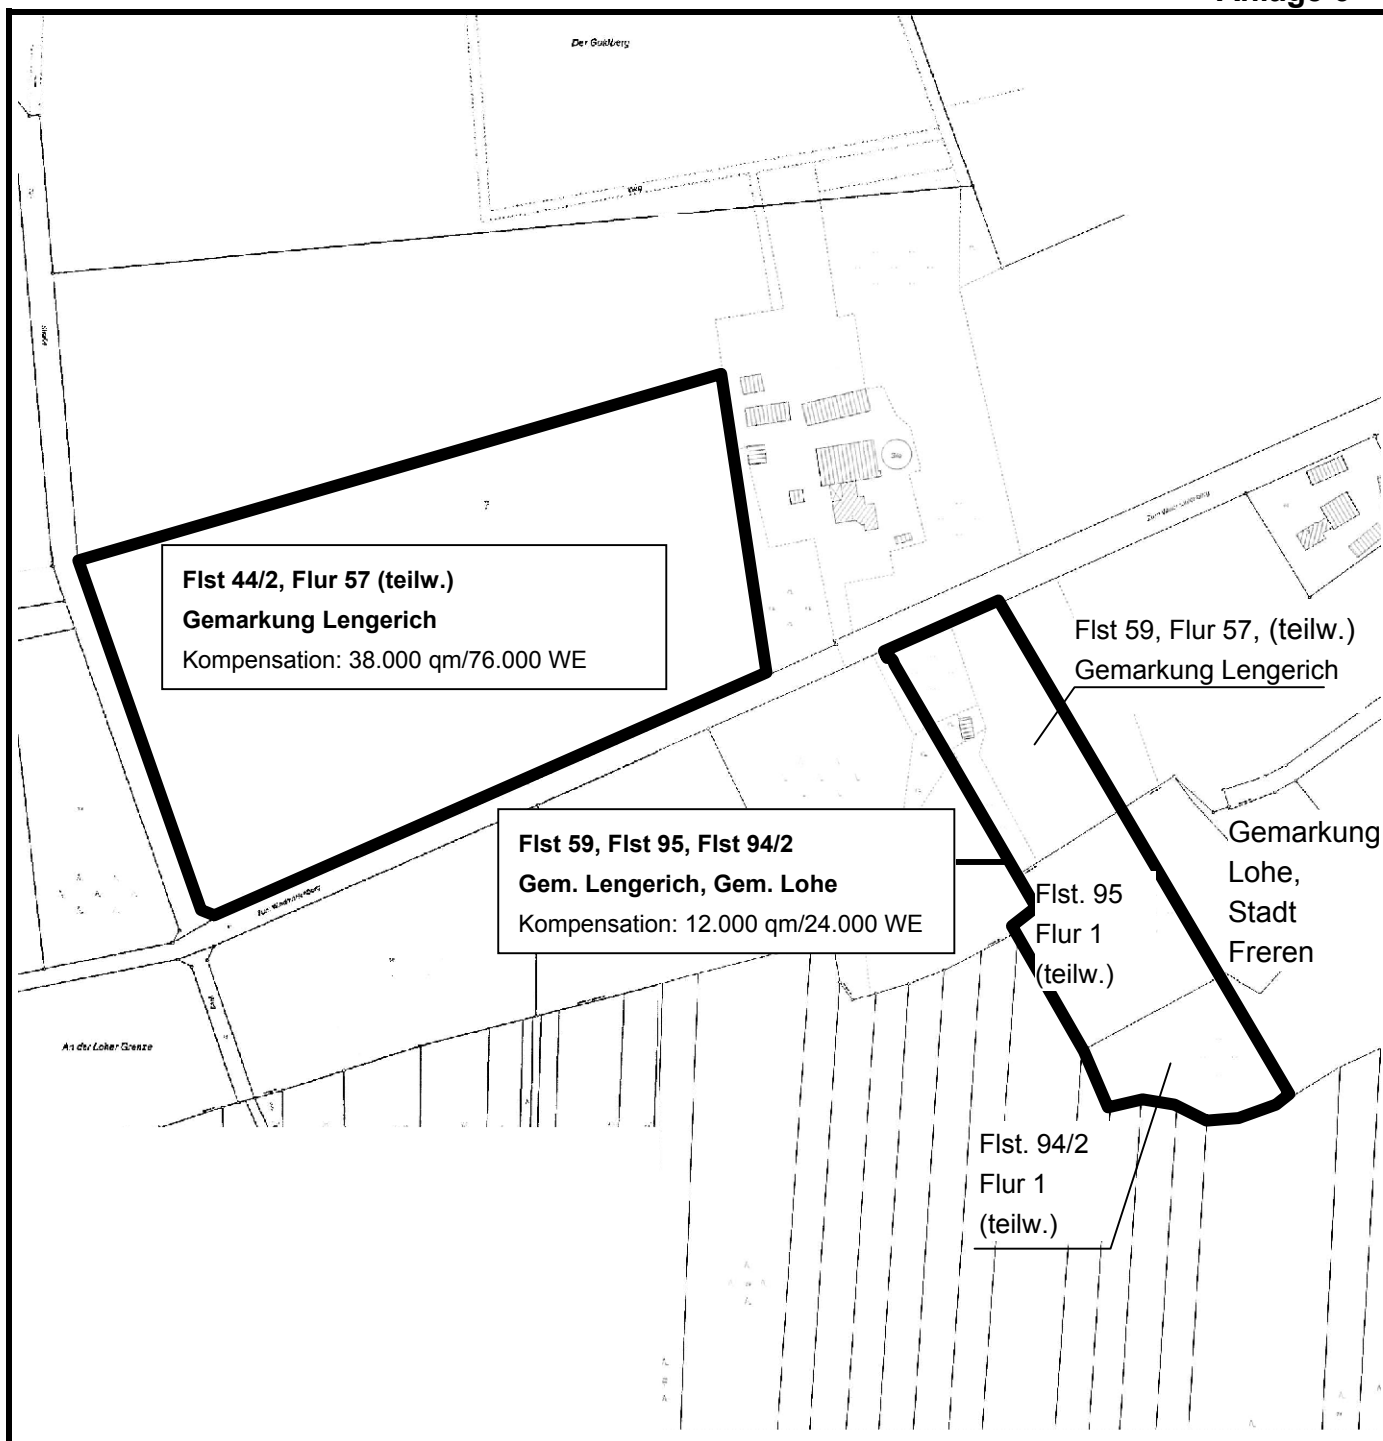 Der Guldberg
Weg
Straße
Flst 44/2, Flur 57 (teilw.)
Gemarkung Lengerich
Kompensation: 38.000 qm/76.000 WE
Flst 59, Flur 57, (teilw.)
Gemarkung Lengerich
Flst 59, Flst 95, Flst 94/2
Gem. Lengerich, Gem. Lohe
Kompensation: 12.000 qm/24.000 WE
Gemarkung
Lohe,
Stadt
Freren
Flst. 95
Flur 1
(teilw.)
An der Loher Grenze
Flst. 94/2
Flur 1
(teilw.)